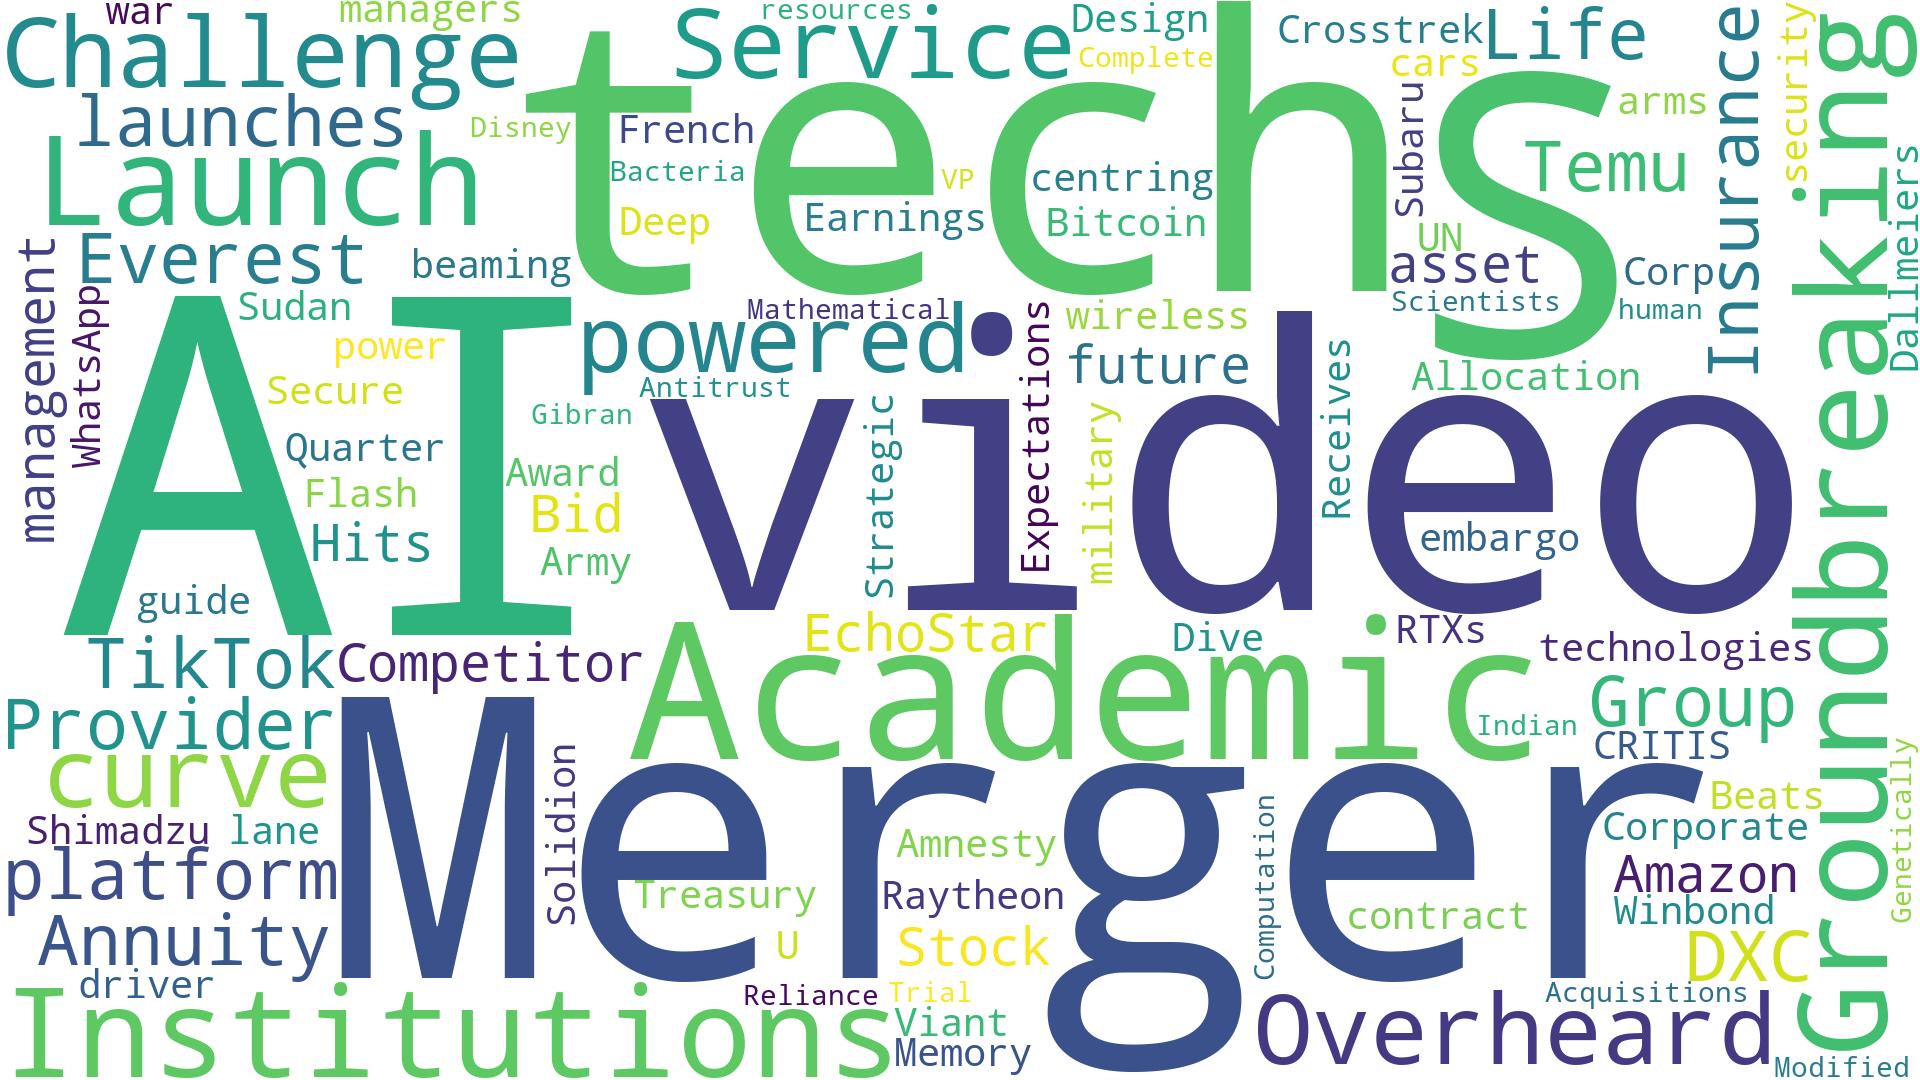 war
managers
resources
Challenge
Service
Design
Complete
Crosstrek
Life
cars
security
Insurance
Groundbreaking
launches
techs
Disney
French
Subaru
arms
Launch
Bacteria
VP
centring
Temu
Dallmeiers
Deep
Earnings
Bitcoin
UN
Everest
beaming
asset
Corp
management
WhatsApp
AI
Sudan
Mathematical
Scientists
human
powered
wireless
Expectations
power
future
Receives
Secure
Antitrust
Allocation
Gibran
video
Strategic
military
Quarter
Award
Flash
Bid
Hits
Army
embargo
guide
TikTok
Competitor
EchoStar
Academic
Dive
RTXs
technologies
Provider
Merger
Indian
Group
CRITIS
curve
Solidion
Genetically
Beats
Shimadzu
lane
Amnesty
Computation
Corporate
platform
Treasury
Raytheon
contract
Amazon
Winbond
Annuity
U
Stock
DXC
driver
Institutions
Reliance
Trial
Acquisitions
Viant
Overheard
Memory
Modified